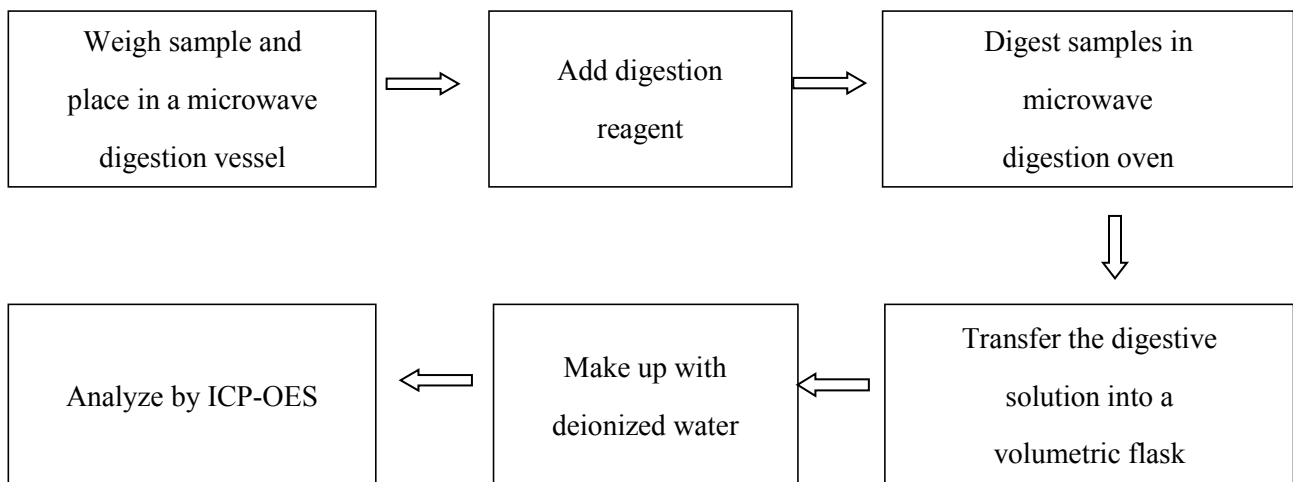 Weigh sample and
place in a microwave
digestion vessel
Add digestion
reagent
Digest samples in
microwave
digestion oven
Transfer the digestive
solution into a
volumetric flask
Make up with
deionized water
Analyze by ICP-OES